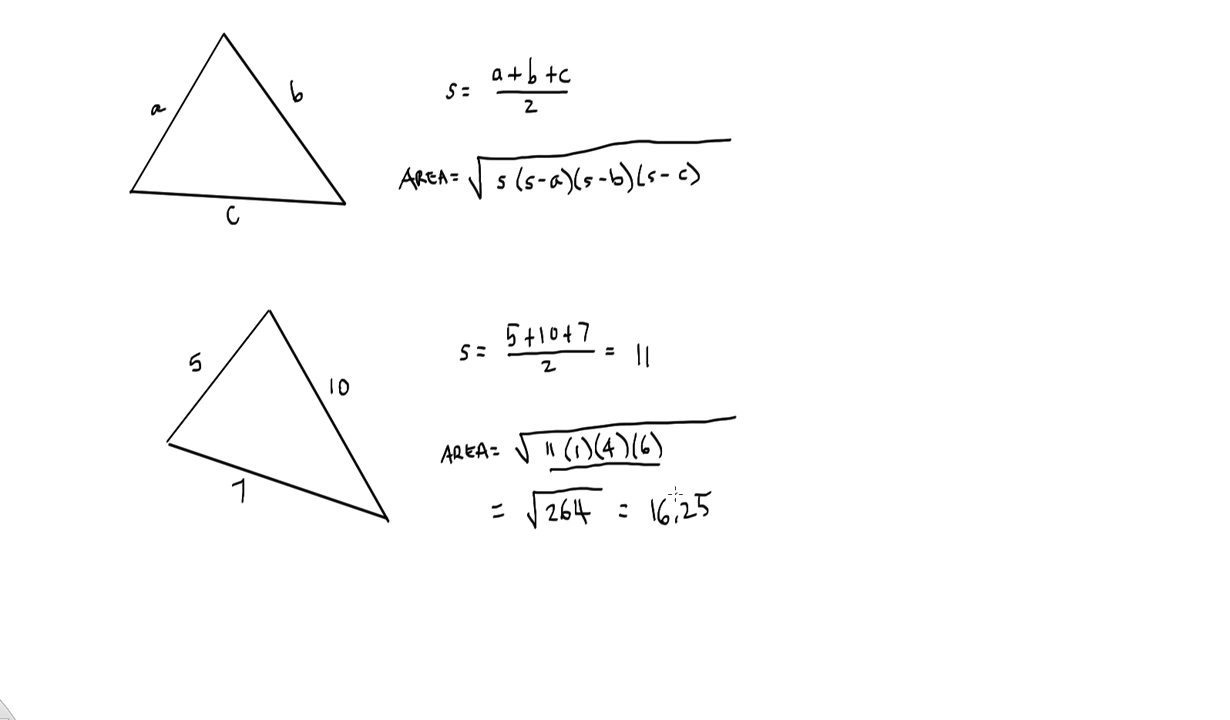 a
b
c
s = (a+b+c)/2
AREA = √s(s-a)(s-b)(s-c)
5
10
7
s = (5+10+7)/2 = 11
AREA = √11(1)(4)(6)
= √264 = 16.25